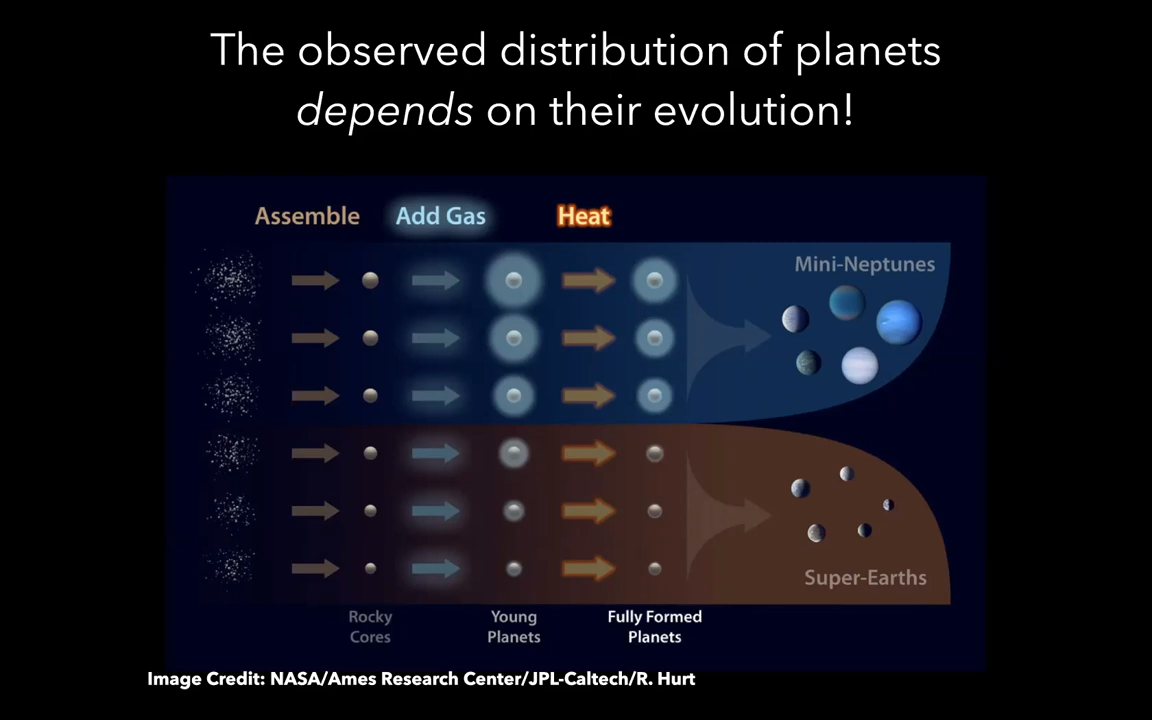 The observed distribution of planets
depends on their evolution!
Assemble
Add Gas
Heat
Mini-Neptunes
Super-Earths
Rocky
Cores
Young
Planets
Fully Formed
Planets
Image Credit: NASA/Ames Research Center/JPL-Caltech/R. Hurt